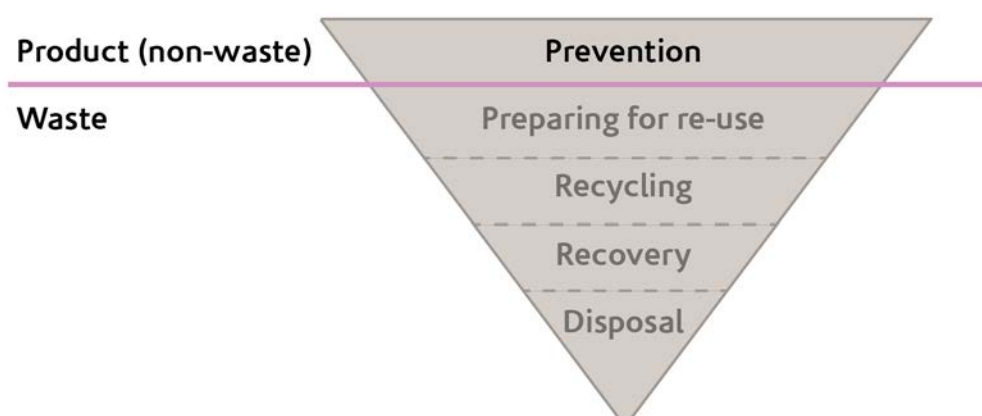 Product (non-waste) Prevention
Waste Preparing for re-use
Recycling
Recovery
Disposal